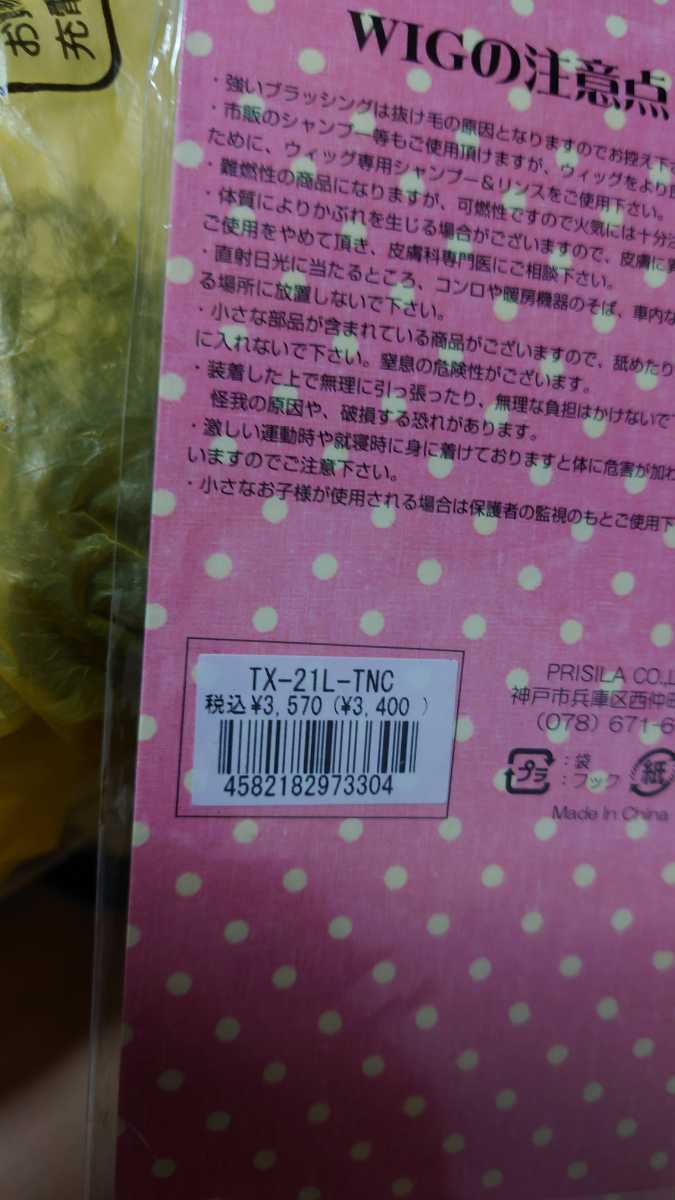 お
充
WIGの注意点
・強いブラッシングは抜け毛の原因となりますのでお控え下さ
・市販のシャンプー等もご使用頂けますが、ウィッグをより良
ために、ウィッグ専用シャンプー&リンスをご使用下さい。
・難燃性の商品になりますが、可燃性ですので火気には十分注
・体質によりかぶれを生じる場合がございますので、皮膚に異
ご使用をやめて頂き、皮膚科専門医にご相談下さい。
・直射日光に当たるところ、コンロや暖房機器のそば、車内な
る場所に放置しないで下さい。
・小さな部品が含まれている商品がございますので、舐めたり
に入れないで下さい。窒息の危険性がございます。
・装着した上で無理に引っ張ったり、無理な負担はかけないで下
怪我の原因や、破損する恐れがあります。
・激しい運動時や就寝時に身に着けておりますと体に危害が加わ
いますのでご注意下さい。
・小さなお子様が使用される場合は保護者の監視のもとご使用下
TX-21L-TNC
税込¥3,570 (¥3,400 )
4582182973304
PRISILA CO.,L
神戸市兵庫区西仲町
(078) 671-6
プラ :袋 :フック 紙
Made in China